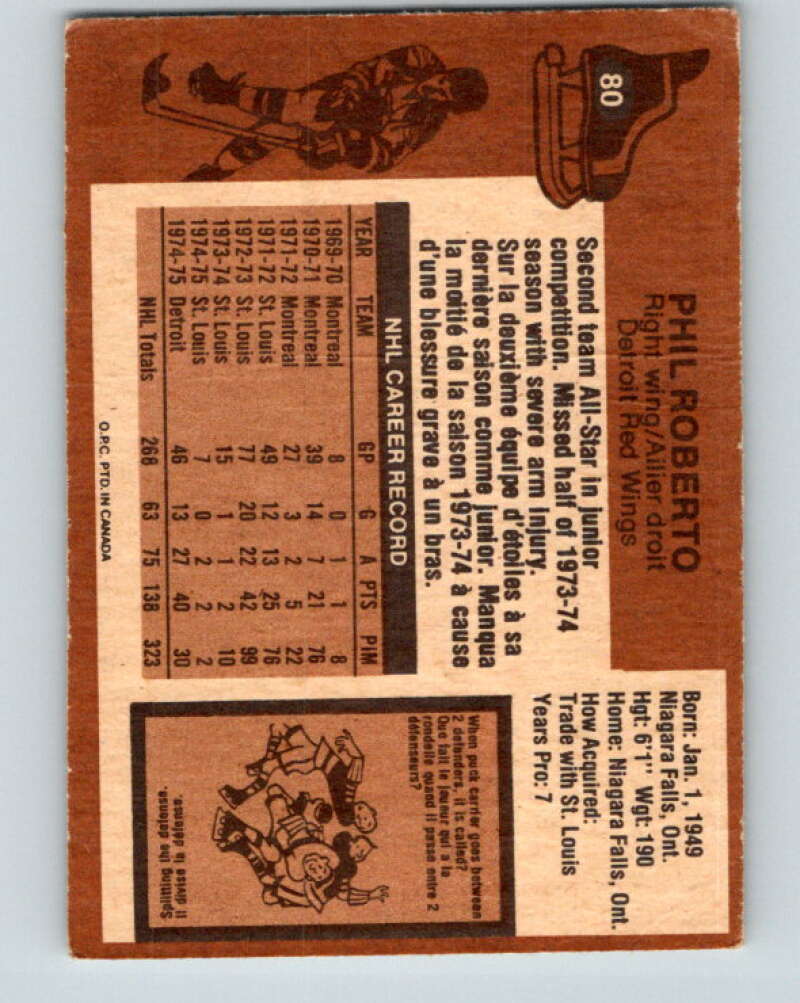 80
PHIL ROBERTO
Right wing/Ailier droit
Detroit Red Wings
Born: Jan. 1, 1949
Niagara Falls, Ont.
Hgt: 6'1" Wgt: 190
Home: Niagara Falls, Ont.
How Acquired:
Trade with St. Louis
Years Pro: 7
Second team All-Star in junior
competition. Missed half of 1973-74
season with severe arm injury.
Sur la deuxième équipe d'étoiles à sa
dernière saison comme junior. Manqua
la moitié de la saison 1973-74 à cause
d'une blessure grave à un bras.
NHL CAREER RECORD
YEAR TEAM GP G A PTS PIM
1969-70 Montreal 8 0 1 1 8
1970-71 Montreal 39 14 7 21 76
1971-72 Montreal 27 3 2 5 22
1971-72 St. Louis 49 12 13 25 76
1972-73 St. Louis 77 20 22 42 99
1973-74 St. Louis 15 1 1 2 10
1974-75 St. Louis 7 0 2 2 2
1974-75 Detroit 46 13 27 40 30
NHL Totals 268 63 75 138 323
When puck carrier goes between
2 defenders, it is called?
Que fait le joueur qui a la
rondelle quand il passe entre 2
défenseurs?
Splitting the defense.
Il divise la défense.
O.P.C. PTD. IN CANADA